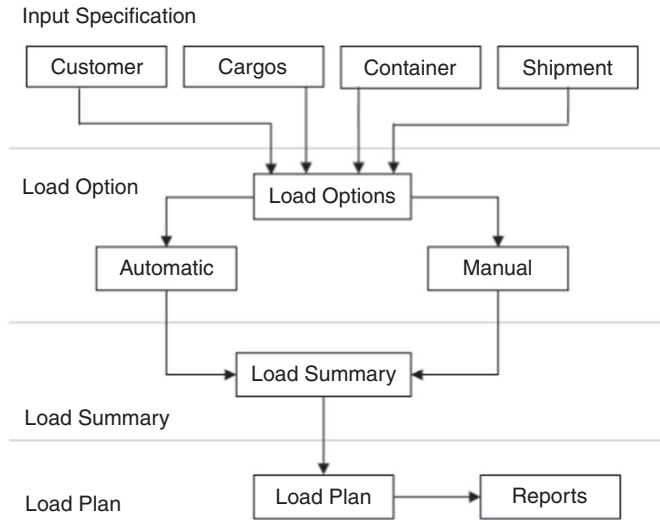 Input Specification
Customer
Cargos
Container
Shipment
Load Option
Load Options
Automatic
Manual
Load Summary
Load Summary
Load Plan
Load Plan
Reports